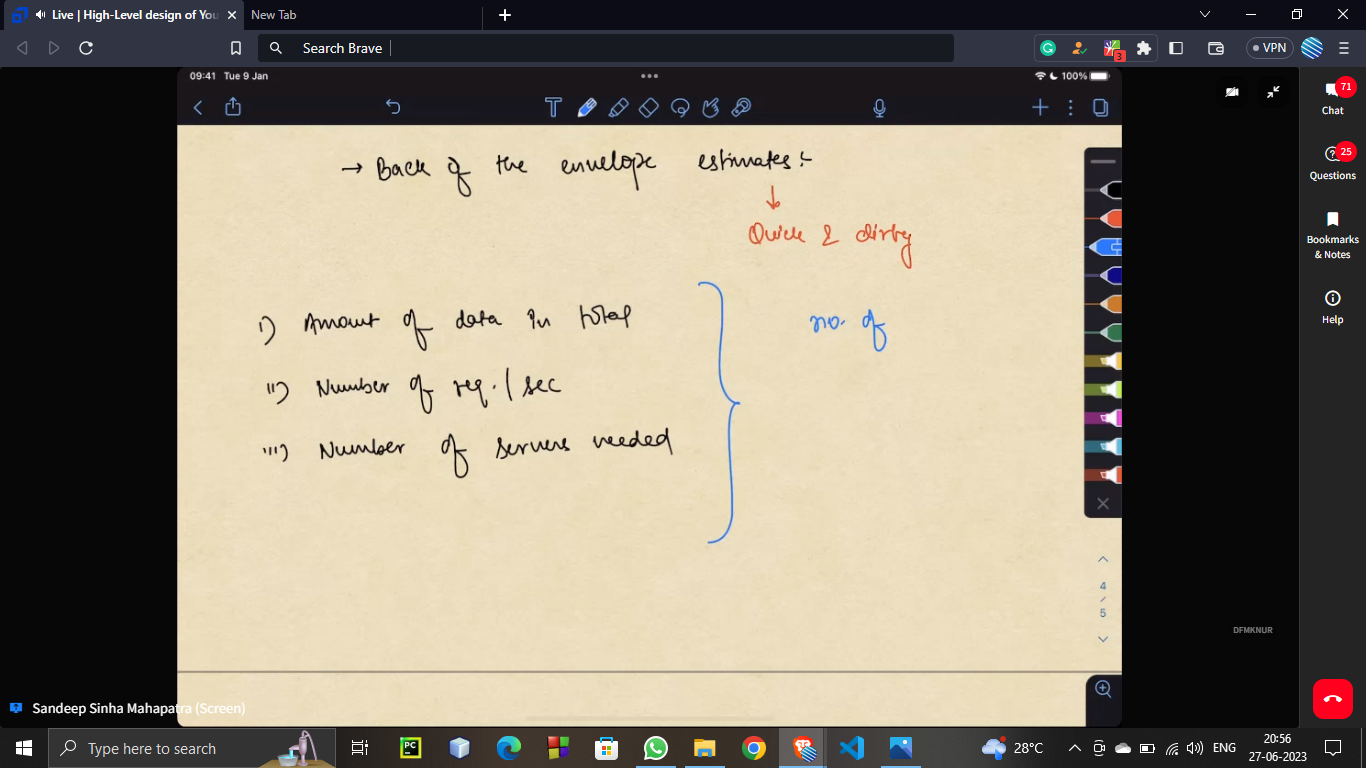 Live | High-Level design of You
New Tab
Search Brave
VPN
3
09:41 Tue 9 Jan
100%
→ Back of the envelope estimates :-
Quick & dirty
i) Amount of data in total
no. of
ii) Number of req. / sec
iii) Number of servers needed
4
5
71
Chat
25
Questions
Bookmarks
& Notes
Help
DFMKNUR
Sandeep Sinha Mahapatra (Screen)
Type here to search
PC
28°C
ENG
20:56
27-06-2023